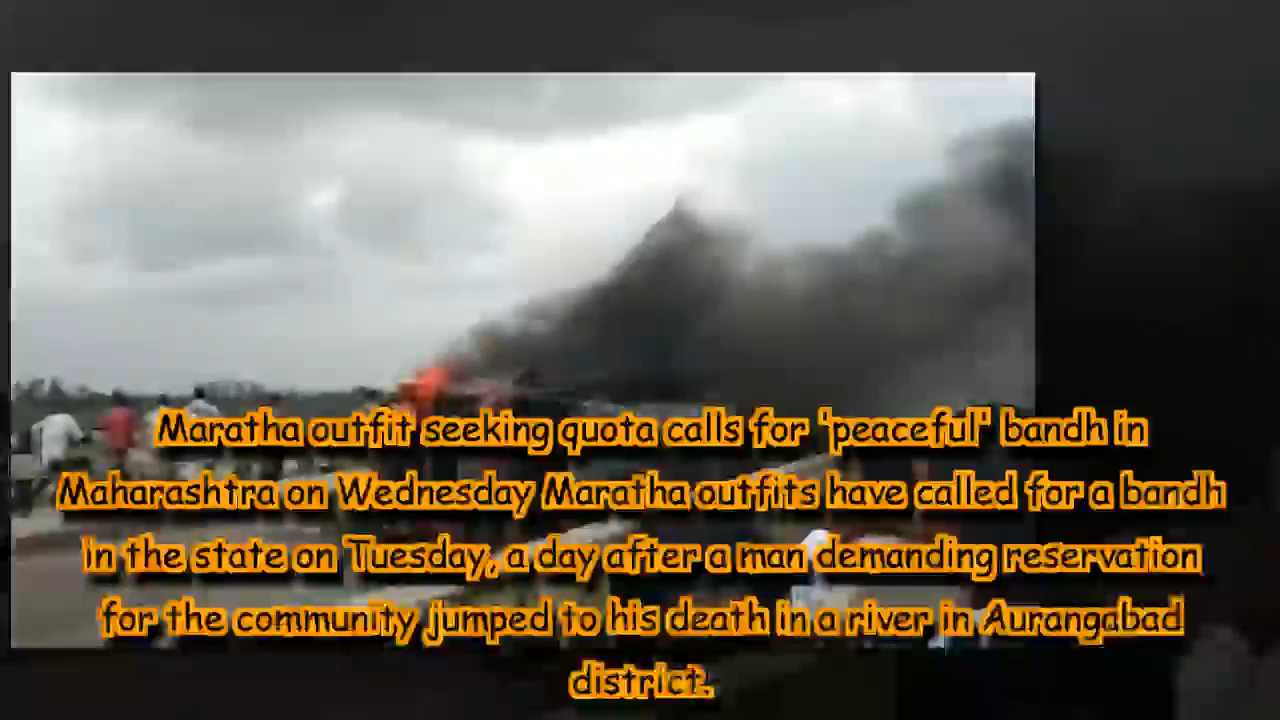 Maratha outfit seeking quota calls for 'peaceful' bandh in
Maharashtra on Wednesday Maratha outfits have called for a bandh
in the state on Tuesday, a day after a man demanding reservation
for the community jumped to his death in a river in Aurangabad
district.